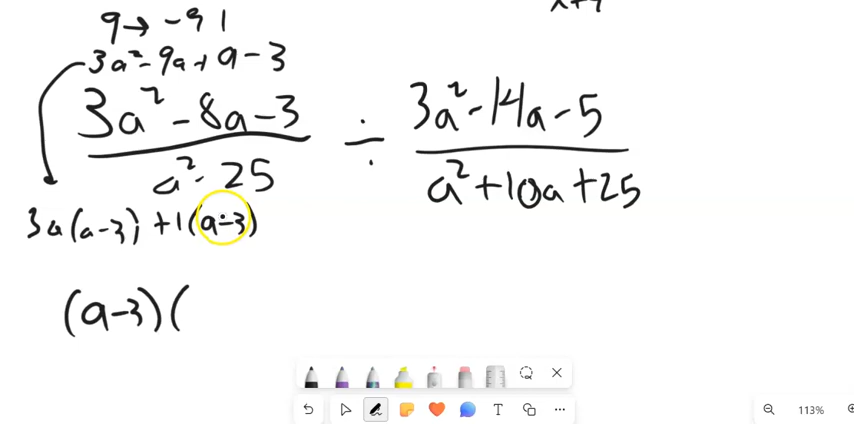 9 → -9 1
3a² - 9a + a - 3
3a² - 8a - 3
a² - 25
÷
3a² - 14a - 5
a² + 10a + 25
3a(a-3) + 1(a-3)
(a-3)(
T
113%